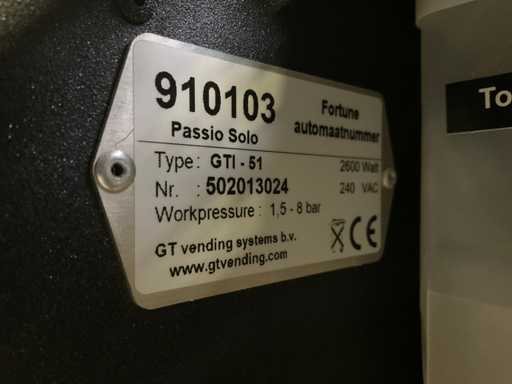 910103 Fortune
Passio Solo automaatnummer
Type: GTI - 51 2600 Watt
Nr. : 502013024 240 VAC
Workpressure : 1,5 - 8 bar
GT vending systems b.v. CE
www.gtvending.com
To